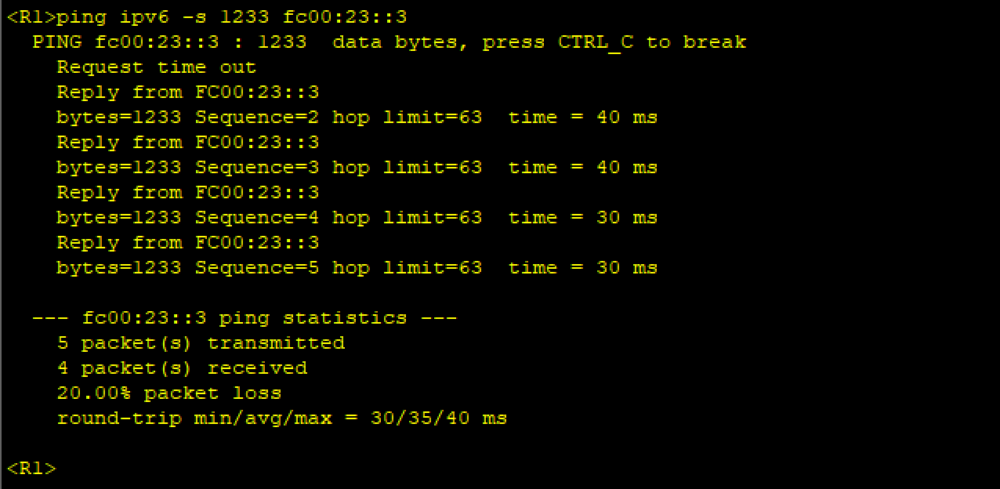 <R1>ping ipv6 -s 1233 fc00:23::3
PING fc00:23::3 : 1233  data bytes, press CTRL_C to break
Request time out
Reply from FC00:23::3
bytes=1233 Sequence=2 hop limit=63  time = 40 ms
Reply from FC00:23::3
bytes=1233 Sequence=3 hop limit=63  time = 40 ms
Reply from FC00:23::3
bytes=1233 Sequence=4 hop limit=63  time = 30 ms
Reply from FC00:23::3
bytes=1233 Sequence=5 hop limit=63  time = 30 ms
--- fc00:23::3 ping statistics ---
5 packet(s) transmitted
4 packet(s) received
20.00% packet loss
round-trip min/avg/max = 30/35/40 ms
<R1>